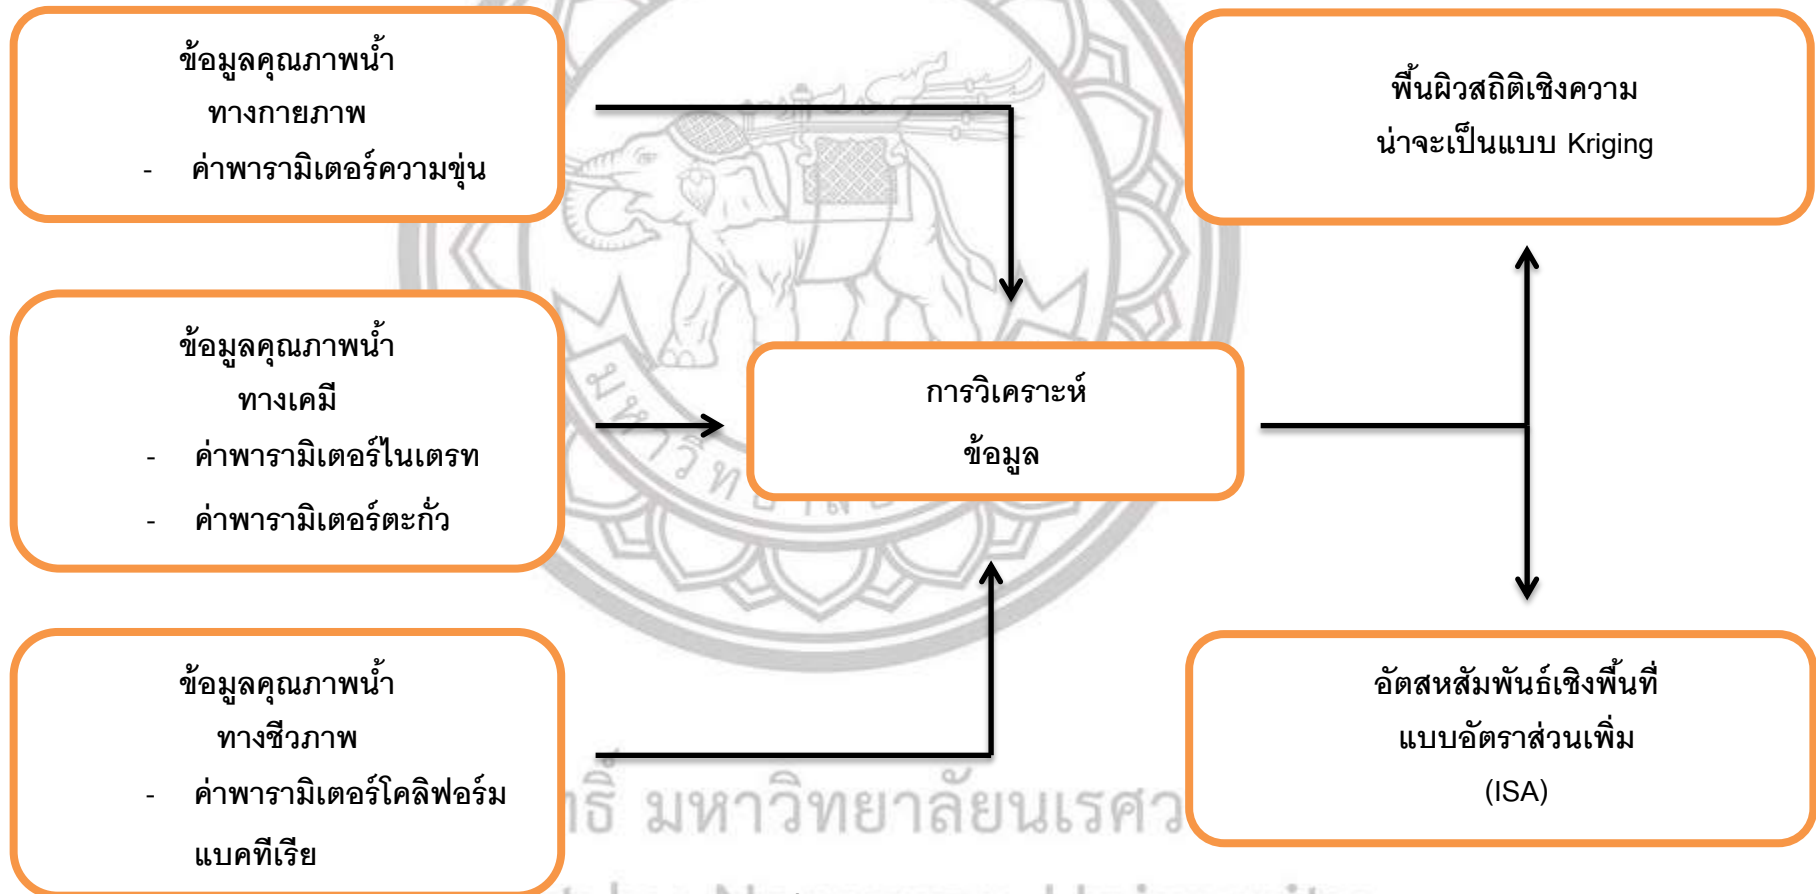 ข้อมูลคุณภาพน้ำ
ทางกายภาพ
- ค่าพารามิเตอร์ความขุ่น
ข้อมูลคุณภาพน้ำ
ทางเคมี
- ค่าพารามิเตอร์ไนเตรท
- ค่าพารามิเตอร์ตะกั่ว
ข้อมูลคุณภาพน้ำ
ทางชีวภาพ
- ค่าพารามิเตอร์โคลิฟอร์ม
แบคทีเรีย
การวิเคราะห์
ข้อมูล
พื้นผิวสถิติเชิงความ
น่าจะเป็นแบบ Kriging
อัตสหสัมพันธ์เชิงพื้นที่
แบบอัตราส่วนเพิ่ม
(ISA)
มหาวิทยาลัย
มหาวิทยาลัยนเรศว